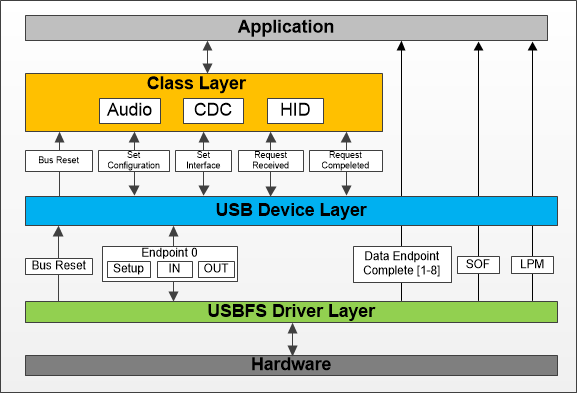 Application
Class Layer
Audio
CDC
HID
Bus Reset
Set
Configuration
Set
Interface
Request
Received
Request
Compeleted
USB Device Layer
Bus Reset
Endpoint 0
Setup
IN
OUT
Data Endpoint
Complete [1-8]
SOF
LPM
USBFS Driver Layer
Hardware